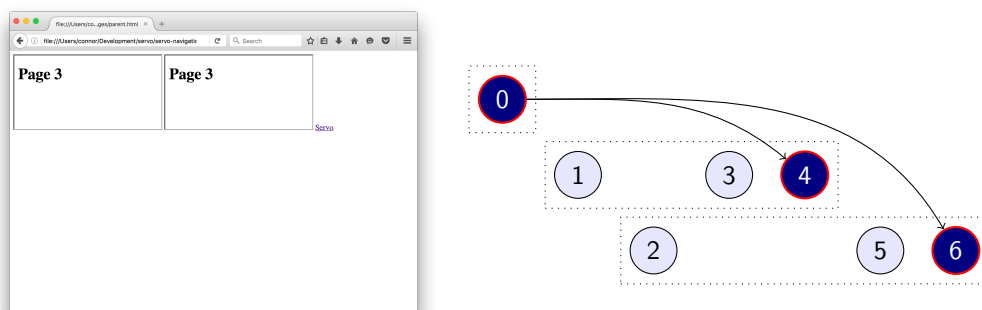 file:///Users/co...ges/parent.html
file:///Users/connor/Development/servo/servo-navigatic
Search
Page 3 Page 3
Servo
0
1 3 4
2 5 6